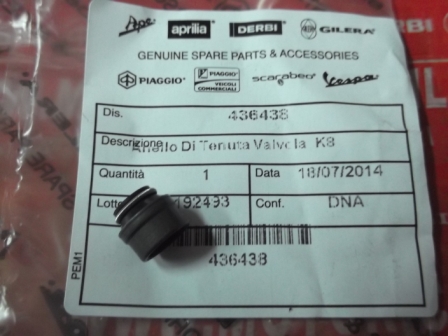 Ape aprilia DERBI GILERA
GENUINE SPARE PARTS & ACCESSORIES
PIAGGIO PIAGGIO VEICOLI COMMERCIALI scarabeo Vespa
Dis. 436438
Descrizione Anello Di Tenuta Valvola K8
Quantità 1 Data 18/07/2014
Lotto 192493 Conf. DNA
436438
PEM1